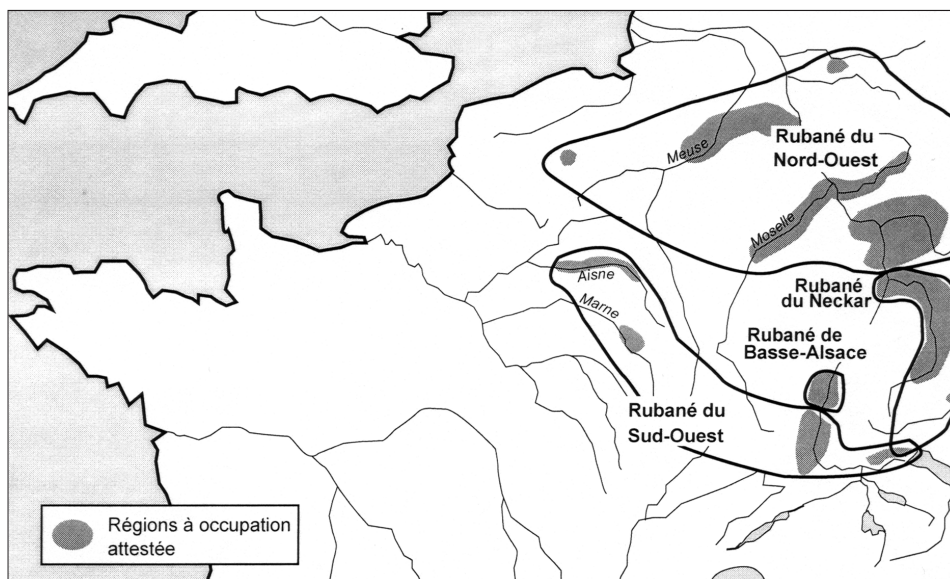 Rubané du
Nord-Ouest
Meuse
Moselle
Aisne
Marne
Rubané
du Neckar
Rubané de
Basse-Alsace
Rubané du
Sud-Ouest
Régions à occupation
attestée